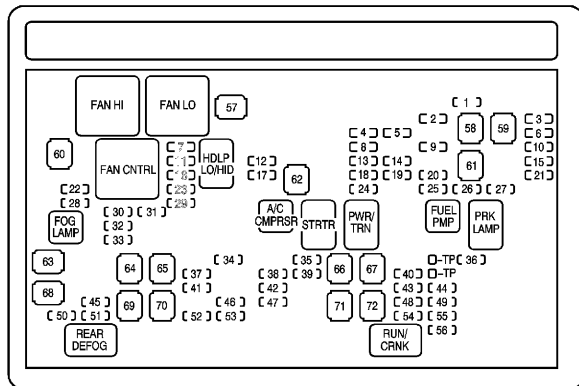 1
2 3
FAN HI FAN LO 57 58 59
4 5 6
60 7 HDLP LO/HID 8 9 10
FAN CNTRL 11 12 13 14 61 15
18 17 62 18 19 20 21
22 23 24 25 26 27
28 29
FOG LAMP 30 31 A/C CMPRSR STRTR PWR/TRN FUEL PMP PRK LAMP
32
33
63 64 65 34 35 66 67 -TP 36
37 38 39 40 -TP
68 69 70 41 42 71 72 43 44
45 46 47 48 49
50 51 52 53 54 55
REAR DEFOG RUN/CRNK 56